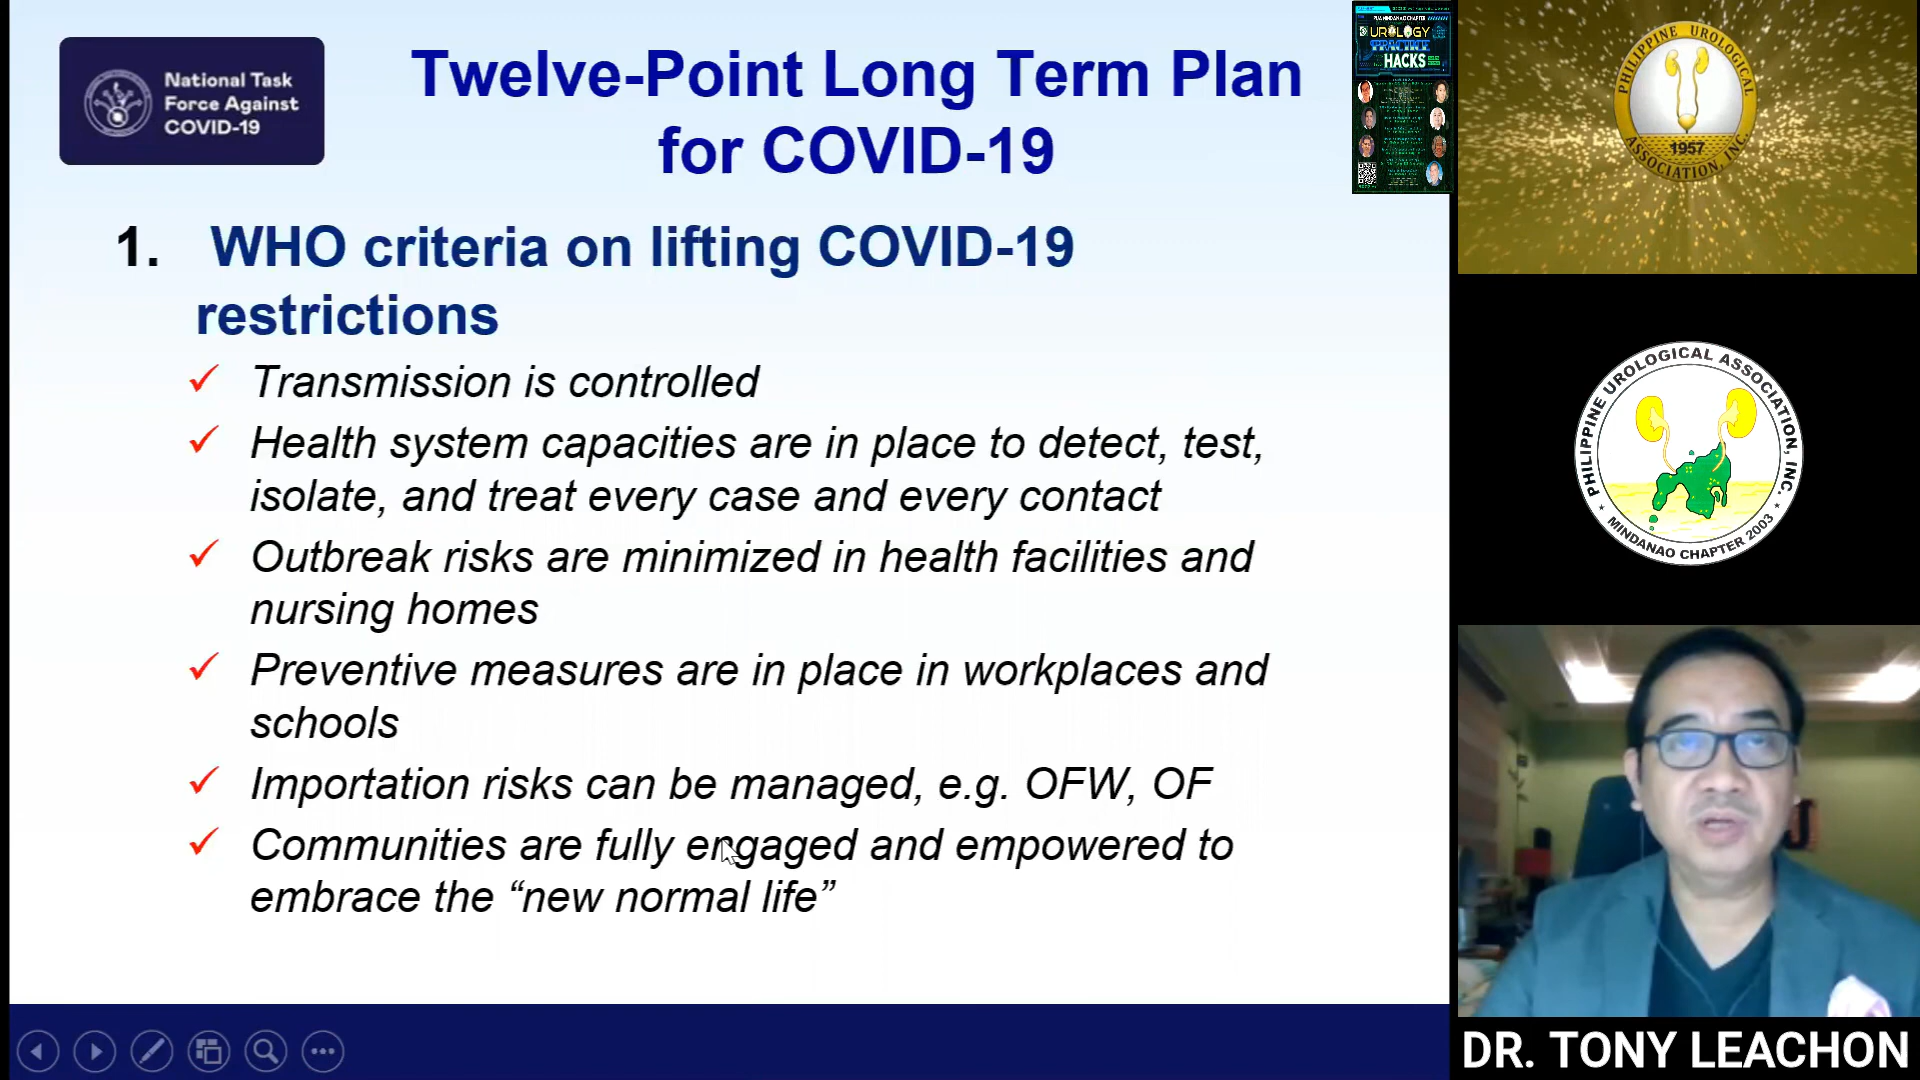 National Task
Force Against
COVID-19
Twelve-Point Long Term Plan
for COVID-19
1. WHO criteria on lifting COVID-19
restrictions
✓ Transmission is controlled
✓ Health system capacities are in place to detect, test,
isolate, and treat every case and every contact
✓ Outbreak risks are minimized in health facilities and
nursing homes
✓ Preventive measures are in place in workplaces and
schools
✓ Importation risks can be managed, e.g. OFW, OF
✓ Communities are fully engaged and empowered to
embrace the “new normal life”
PUA MINDANAO CHAPTER
UROLOGY
PRACTICE
HACKS
PHILIPPINE UROLOGICAL
ASSOCIATION, INC.
1957
PHILIPPINE UROLOGICAL ASSOCIATION, INC.
★ MINDANAO CHAPTER 2003 ★
DR. TONY LEACHON